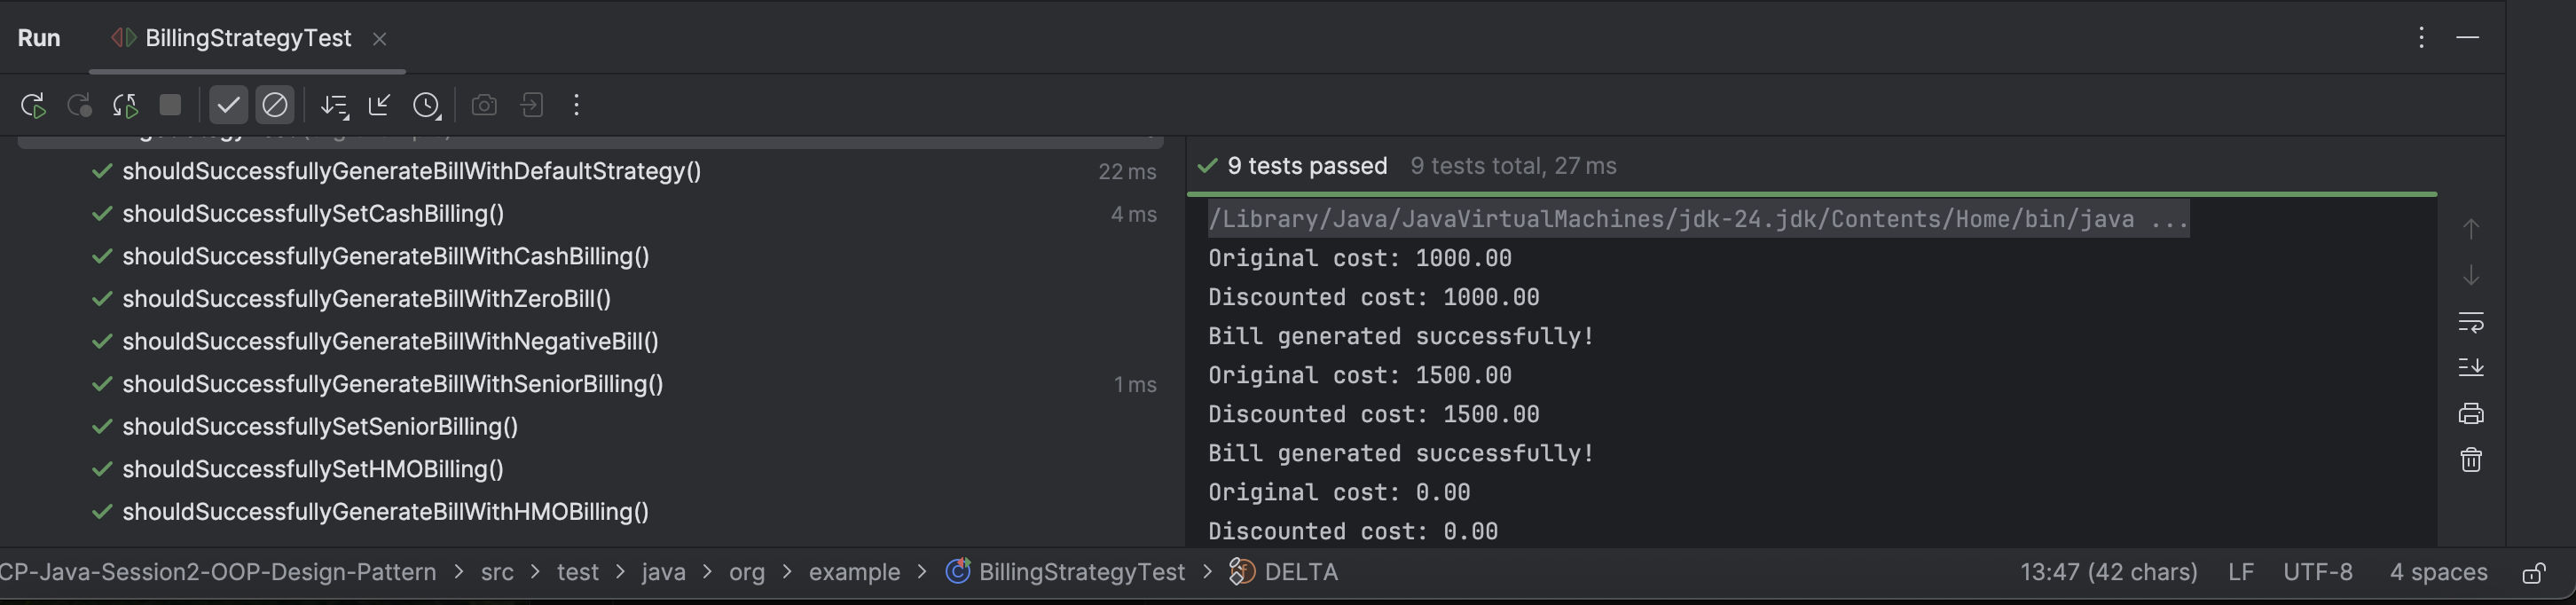 Run BillingStrategyTest
shouldSuccessfullyGenerateBillWithDefaultStrategy() 22 ms
shouldSuccessfullySetCashBilling() 4 ms
shouldSuccessfullyGenerateBillWithCashBilling()
shouldSuccessfullyGenerateBillWithZeroBill()
shouldSuccessfullyGenerateBillWithNegativeBill()
shouldSuccessfullyGenerateBillWithSeniorBilling() 1 ms
shouldSuccessfullySetSeniorBilling()
shouldSuccessfullySetHMOBilling()
shouldSuccessfullyGenerateBillWithHMOBilling()
9 tests passed 9 tests total, 27 ms
/Library/Java/JavaVirtualMachines/jdk-24.jdk/Contents/Home/bin/java ...
Original cost: 1000.00
Discounted cost: 1000.00
Bill generated successfully!
Original cost: 1500.00
Discounted cost: 1500.00
Bill generated successfully!
Original cost: 0.00
Discounted cost: 0.00
CP-Java-Session2-OOP-Design-Pattern > src > test > java > org > example > BillingStrategyTest > DELTA 13:47 (42 chars) LF UTF-8 4 spaces